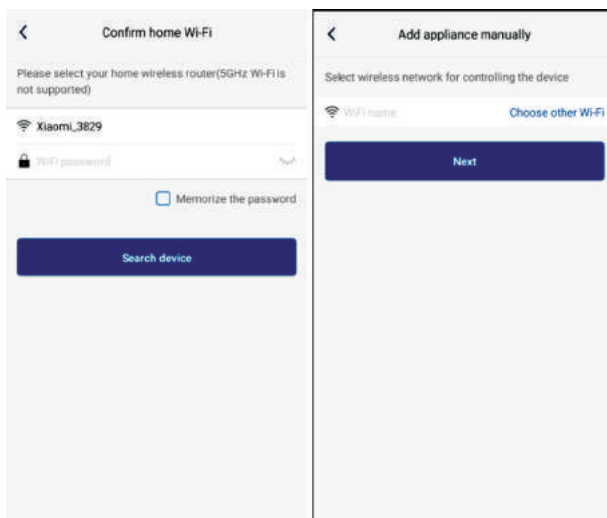 Confirm home Wi-Fi
Please select your home wireless router(5GHz Wi-Fi is
not supported)
Xiaomi_3829
WiFi password
Memorize the password
Search device
Add appliance manually
Select wireless network for controlling the device
WiFi name
Choose other Wi-Fi
Next